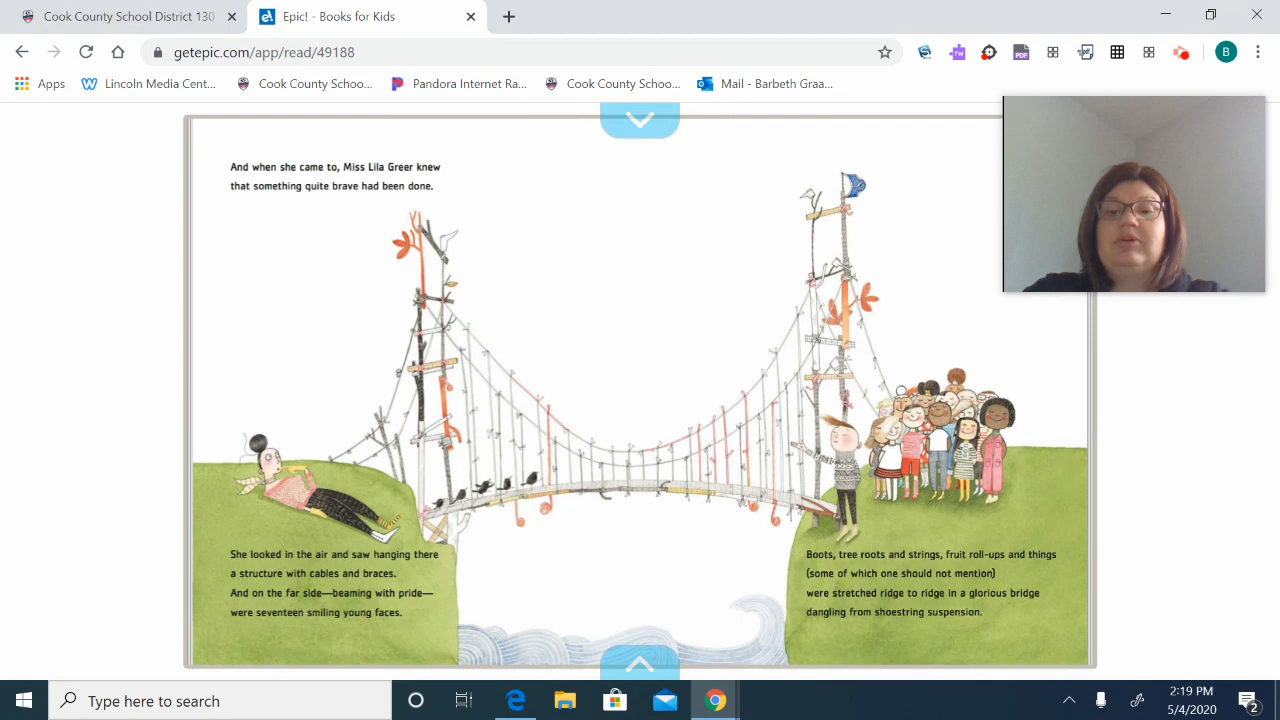 Cook County School District 130
Epic! - Books for Kids
getepic.com/app/read/49188
rw
PDF
B
Apps
Lincoln Media Cent...
Cook County Schoo...
Pandora Internet Ra...
Cook County Schoo...
Mail - Barbeth Graa...
And when she came to, Miss Lila Greer knew
that something quite brave had been done.
She looked in the air and saw hanging there
a structure with cables and braces.
And on the far side—beaming with pride—
were seventeen smiling young faces.
Boots, tree roots and strings, fruit roll-ups and things
(some of which one should not mention)
were stretched ridge to ridge in a glorious bridge
dangling from shoestring suspension.
Type here to search
2:19 PM
5/4/2020
2